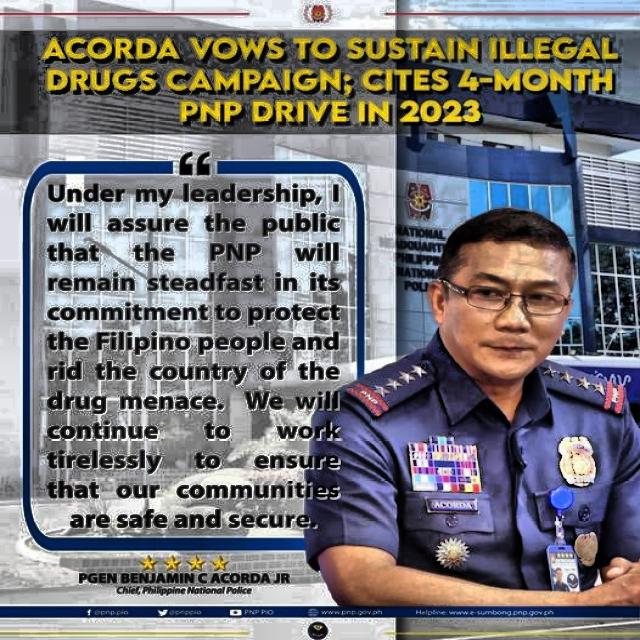 ACORDA VOWS TO SUSTAIN ILLEGAL
DRUGS CAMPAIGN; CITES 4-MONTH
PNP DRIVE IN 2023
“
Under my leadership, I
will assure the public
that the PNP will
remain steadfast in its
commitment to protect
the Filipino people and
rid the country of the
drug menace. We will
continue to work
tirelessly to ensure
that our communities
are safe and secure.
PGEN BENJAMIN C ACORDA JR
Chief, Philippine National Police
NATIONAL
HEADQUARTERS
PHILIPPINE
NATIONAL
POLICE
PNP
ACORDA
@pnp.pio @pnppio PNP PIO www.pnp.gov.ph Helpline: www.e-sumbong.pnp.gov.ph